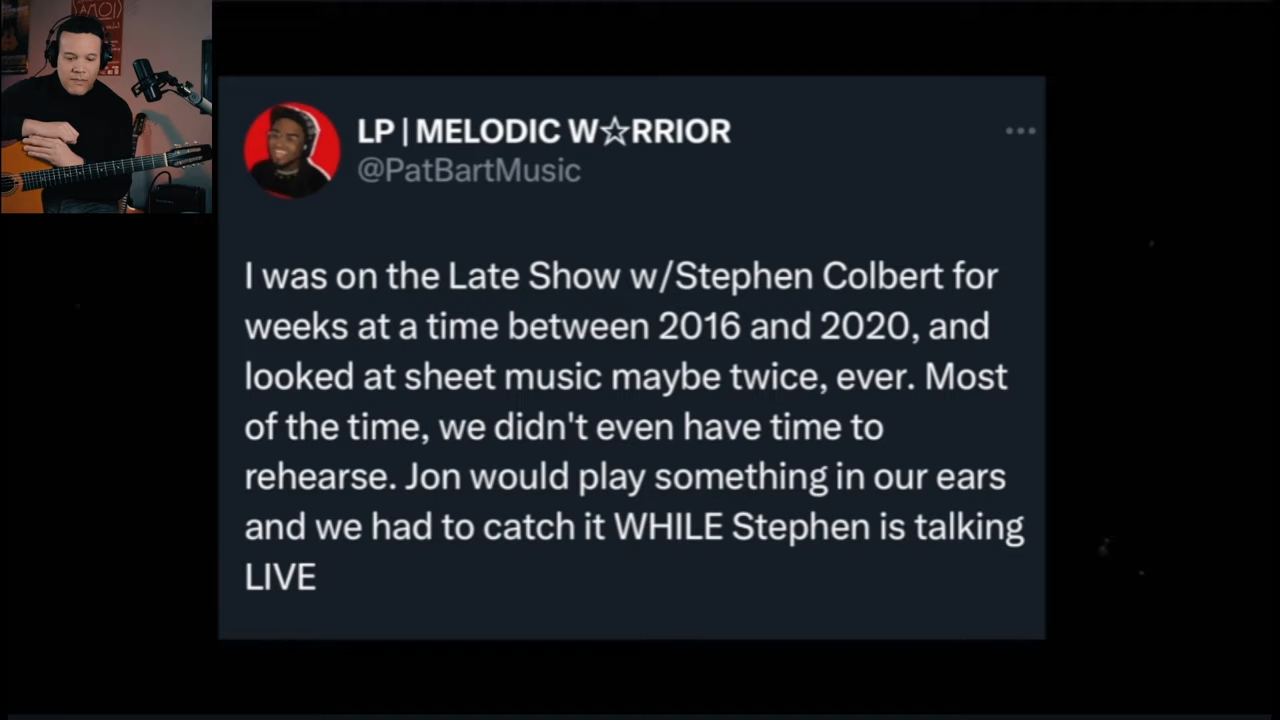 LP | MELODIC W☆RRIOR
@PatBartMusic
I was on the Late Show w/Stephen Colbert for
weeks at a time between 2016 and 2020, and
looked at sheet music maybe twice, ever. Most
of the time, we didn't even have time to
rehearse. Jon would play something in our ears
and we had to catch it WHILE Stephen is talking
LIVE